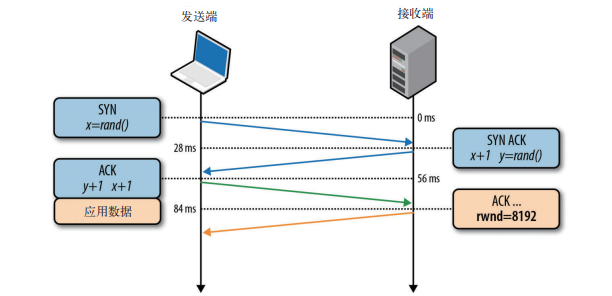 发送端
接收端
SYN
x=rand()
0 ms
28 ms
SYN ACK
x+1 y=rand()
ACK
y+1 x+1
56 ms
应用数据
84 ms
ACK ...
rwnd=8192